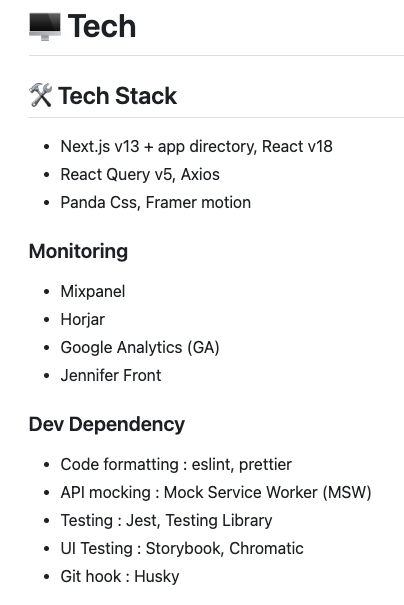 Tech
Tech Stack
Next.js v13 + app directory, React v18
React Query v5, Axios
Panda Css, Framer motion
Monitoring
Mixpanel
Horjar
Google Analytics (GA)
Jennifer Front
Dev Dependency
Code formatting : eslint, prettier
API mocking : Mock Service Worker (MSW)
Testing : Jest, Testing Library
UI Testing : Storybook, Chromatic
Git hook : Husky